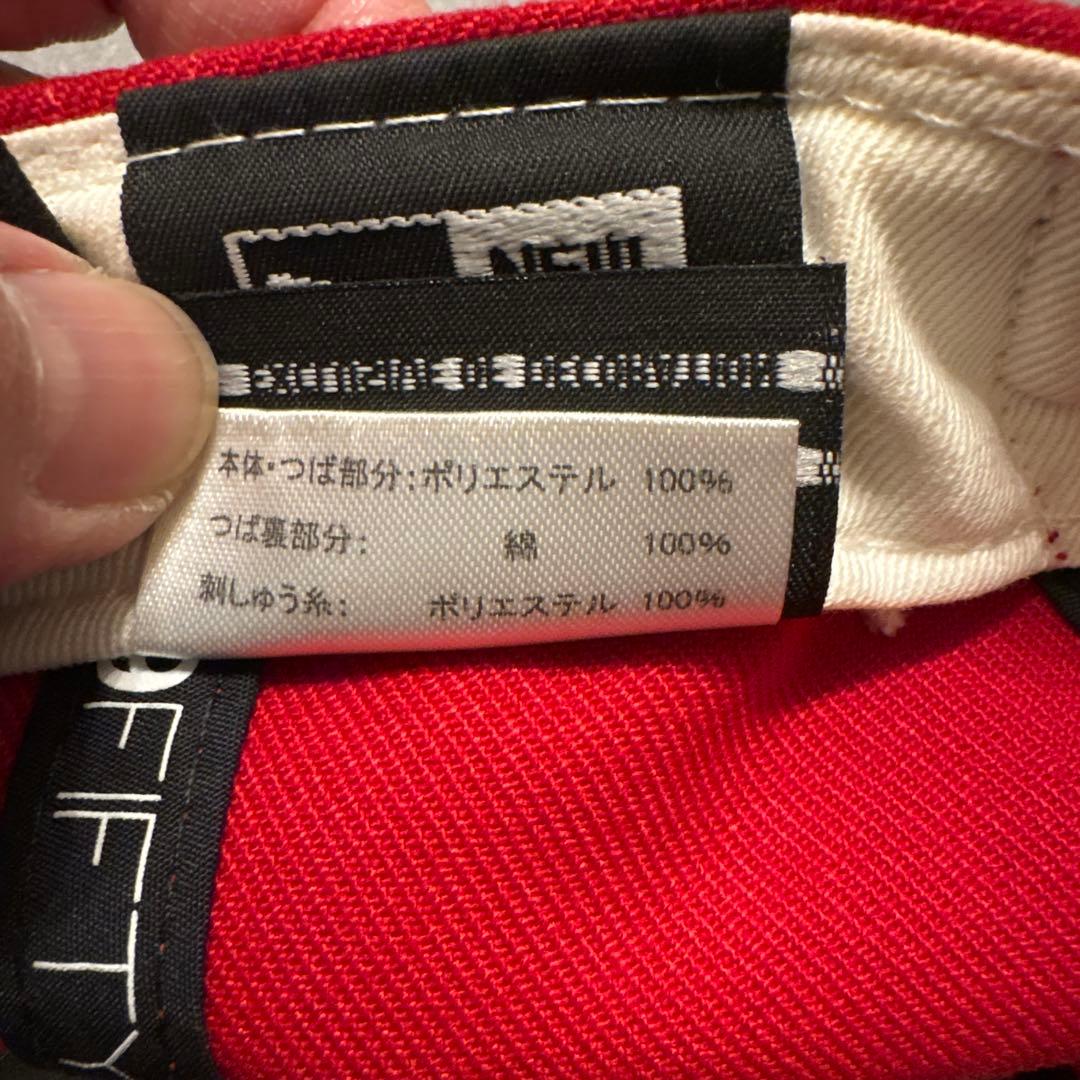 NEW
本体・つば部分:ポリエステル 100%
つば裏部分: 綿 100%
刺しゅう糸: ポリエステル 100%
FIFTY